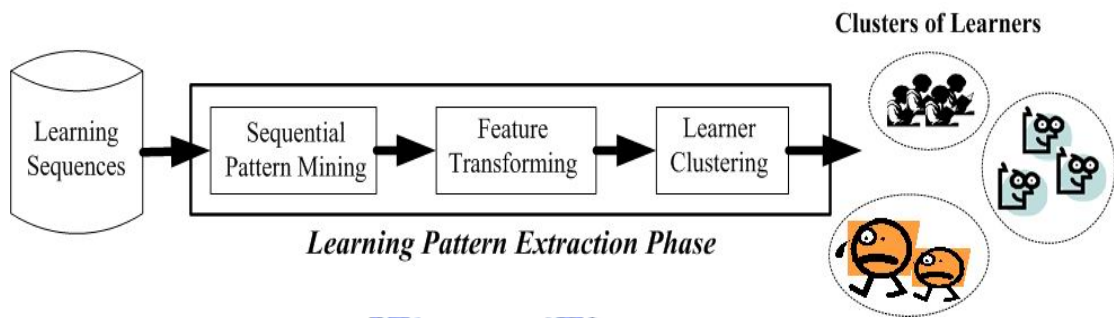 Clusters of Learners
Learning
Sequences
Sequential
Pattern Mining
Feature
Transforming
Learner
Clustering
Learning Pattern Extraction Phase